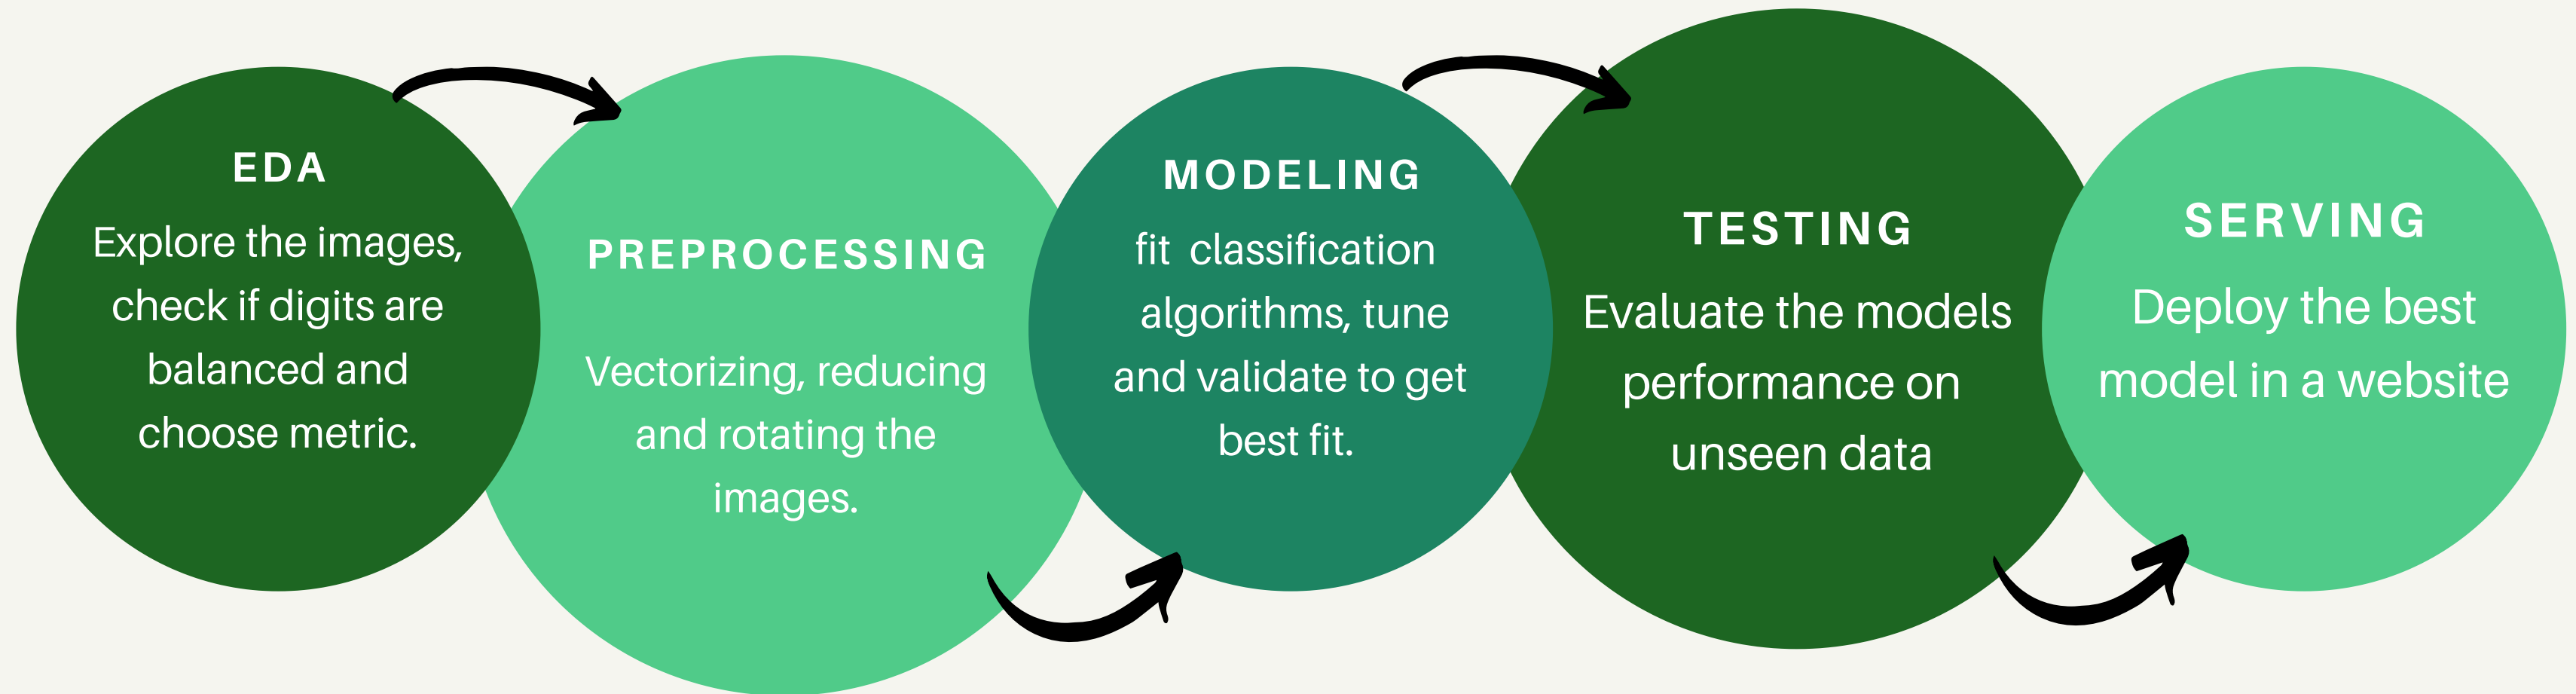 EDA
Explore the images,
check if digits are
balanced and
choose metric.
PREPROCESSING
Vectorizing, reducing
and rotating the
images.
MODELING
fit classification
algorithms, tune
and validate to get
best fit.
TESTING
Evaluate the models
performance on
unseen data
SERVING
Deploy the best
model in a website